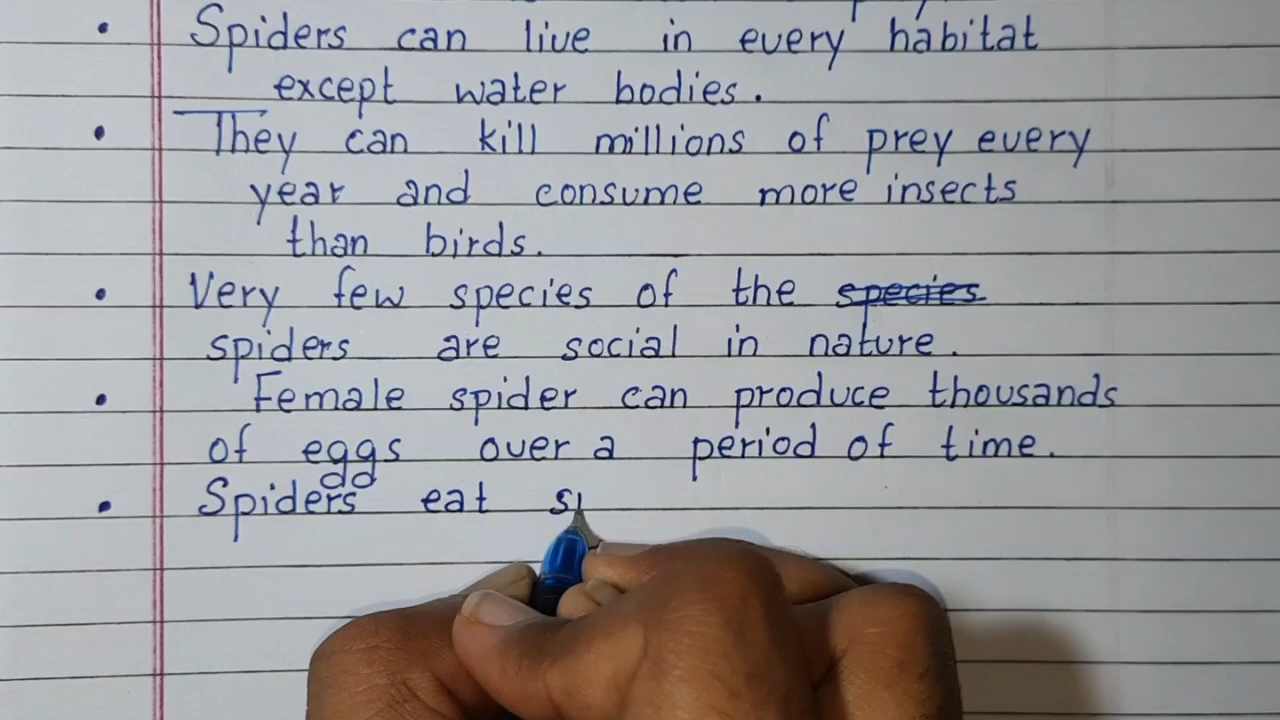 • Spiders can live in every habitat
except water bodies.
• They can kill millions of prey every
year and consume more insects
than birds.
• Very few species of the species
spiders are social in nature.
• Female spider can produce thousands
of eggs over a period of time.
• Spiders eat